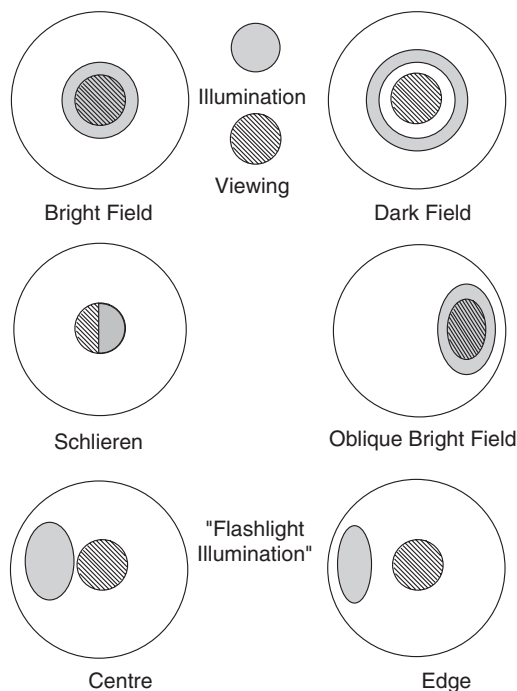 Illumination
Viewing
Bright Field
Dark Field
Schlieren
Oblique Bright Field
"Flashlight
Illumination"
Centre
Edge